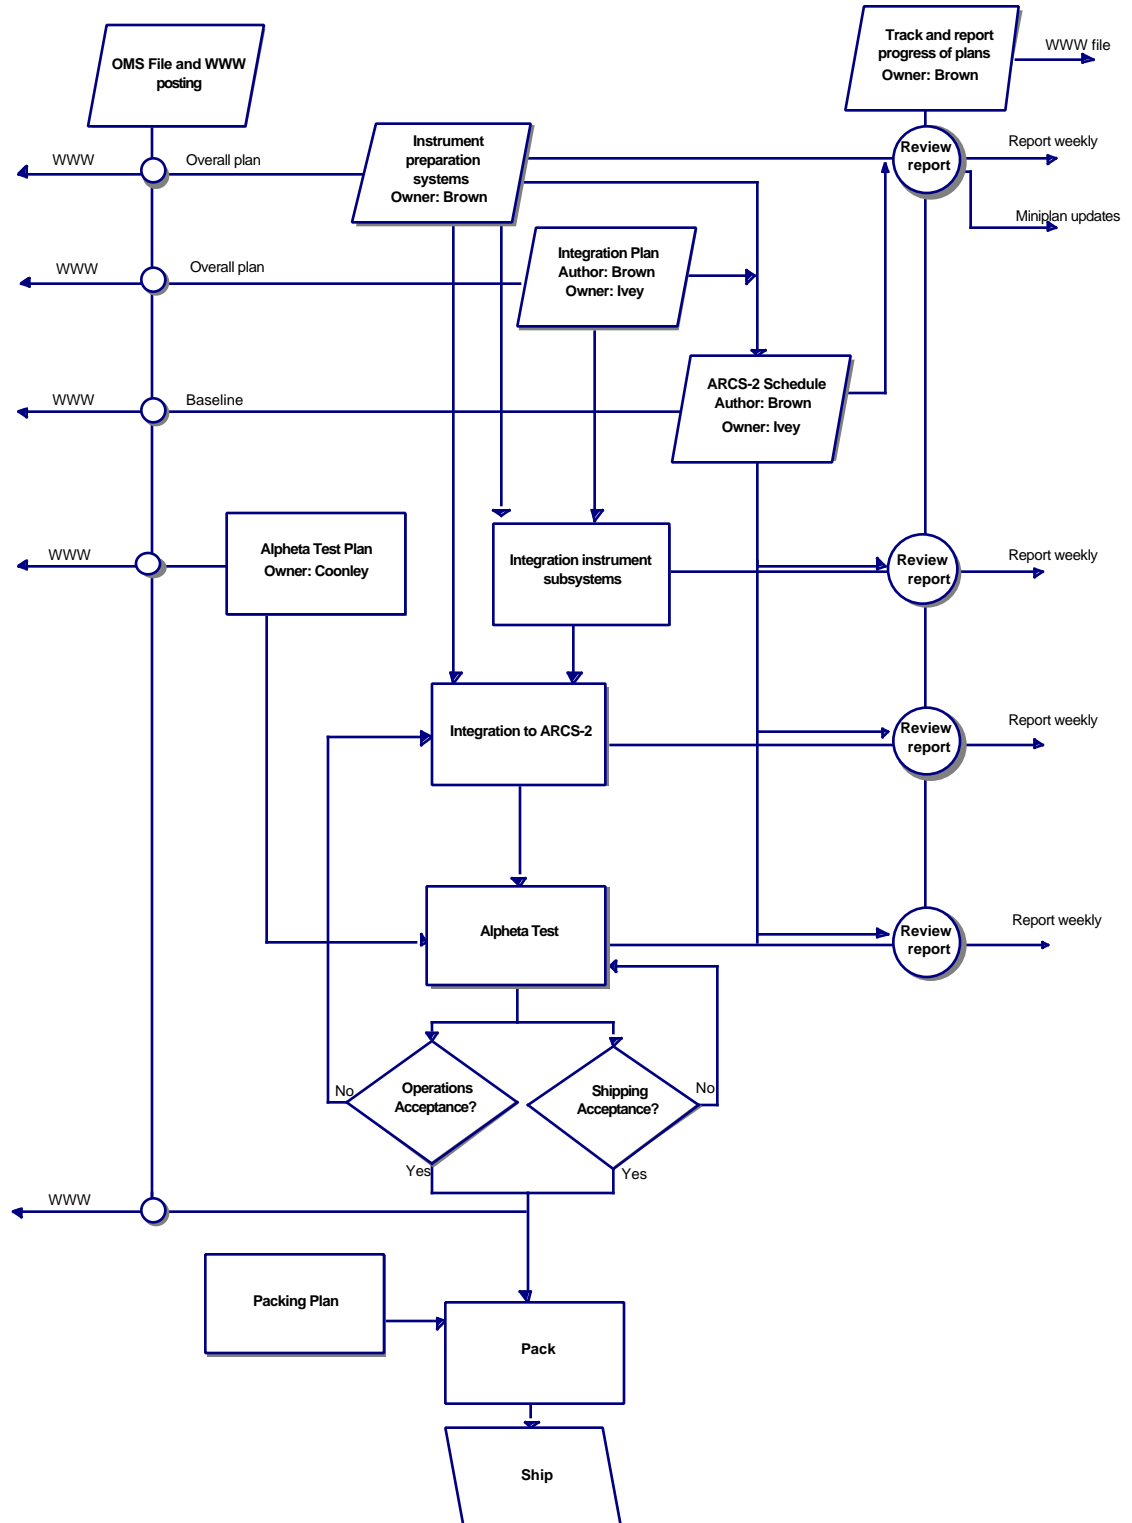 OMS File and WWW
posting
Track and report
progress of plans
Owner: Brown
WWW file
WWW
Overall plan
Instrument
preparation
systems
Owner: Brown
Review
report
Report weekly
Miniplan updates
WWW
Overall plan
Integration Plan
Author: Brown
Owner: Ivey
WWW
Baseline
ARCS-2 Schedule
Author: Brown
Owner: Ivey
WWW
Alpheta Test Plan
Owner: Coonley
Integration instrument
subsystems
Review
report
Report weekly
Integration to ARCS-2
Review
report
Report weekly
Alpheta Test
Review
report
Report weekly
No
Operations
Acceptance?
Shipping
Acceptance?
No
Yes
Yes
WWW
Packing Plan
Pack
Ship